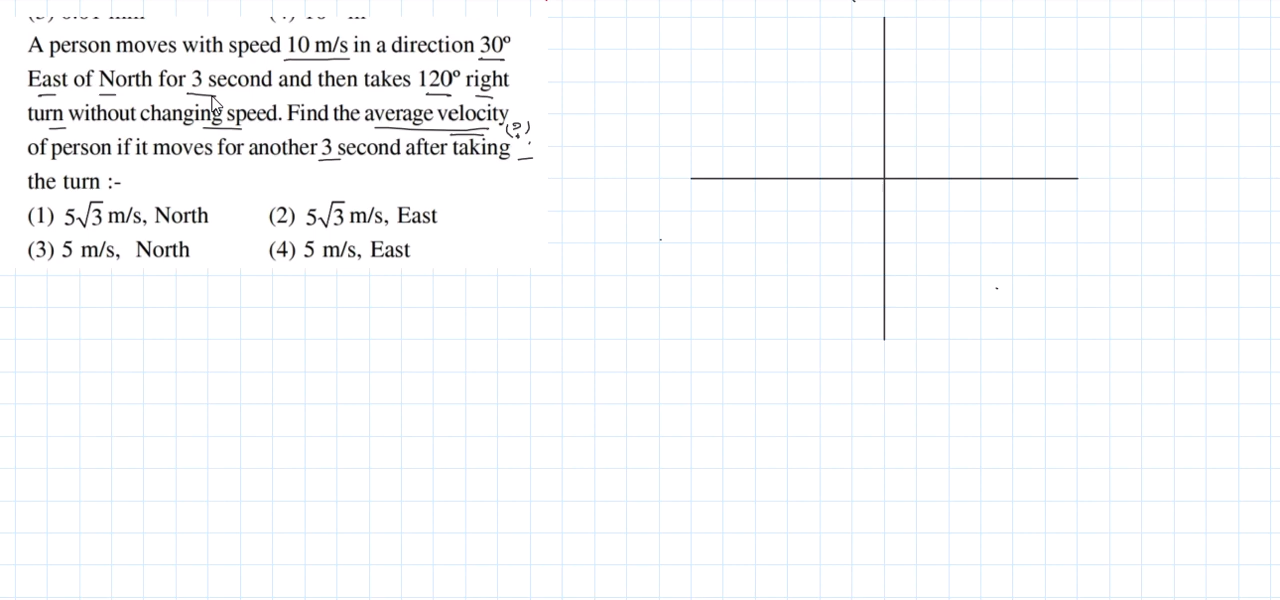 A person moves with speed 10 m/s in a direction 30º
East of North for 3 second and then takes 120º right
turn without changing speed. Find the average velocity
(?)
of person if it moves for another 3 second after taking
the turn :-
(1) 5√3 m/s, North (2) 5√3 m/s, East
(3) 5 m/s, North (4) 5 m/s, East